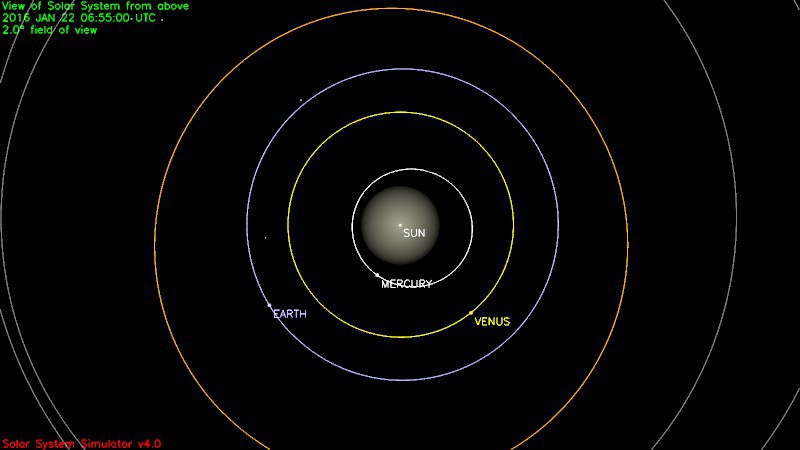 View of Solar System from above
2016 JAN 22 06:55:00 UTC
2.0° field of view
SUN
MERCURY
EARTH
VENUS
Solar System Simulator v4.0